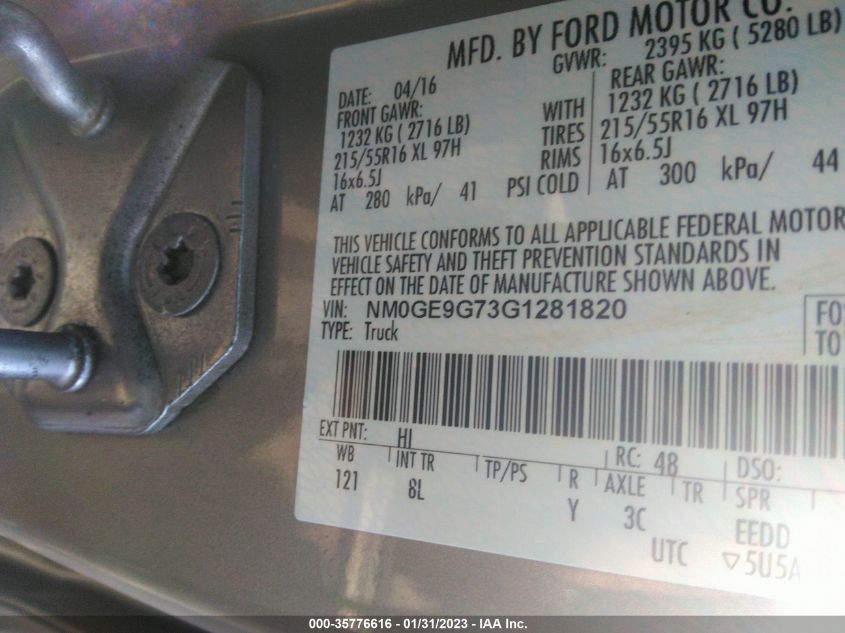 MFD. BY FORD MOTOR CO.
DATE: 04/16
GVWR: 2395 KG ( 5280 LB)
FRONT GAWR:
1232 KG ( 2716 LB)
215/55R16 XL 97H
16x6.5J
AT 280 kPa/ 41
WITH
TIRES
RIMS
PSI COLD
REAR GAWR:
1232 KG ( 2716 LB)
215/55R16 XL 97H
16x6.5J
AT 300 kPa/ 44
THIS VEHICLE CONFORMS TO ALL APPLICABLE FEDERAL MOTOR
VEHICLE SAFETY AND THEFT PREVENTION STANDARDS IN
EFFECT ON THE DATE OF MANUFACTURE SHOWN ABOVE.
VIN: NM0GE9G73G1281820
TYPE: Truck
TO
EXT PNT: HJ
RC: 48
DSO:
WB INT TR TP/PS R AXLE TR SPR
121 8L Y 3C EEDD
UTC ▽5U5A
000-35776616 - 01/31/2023 - IAA Inc.